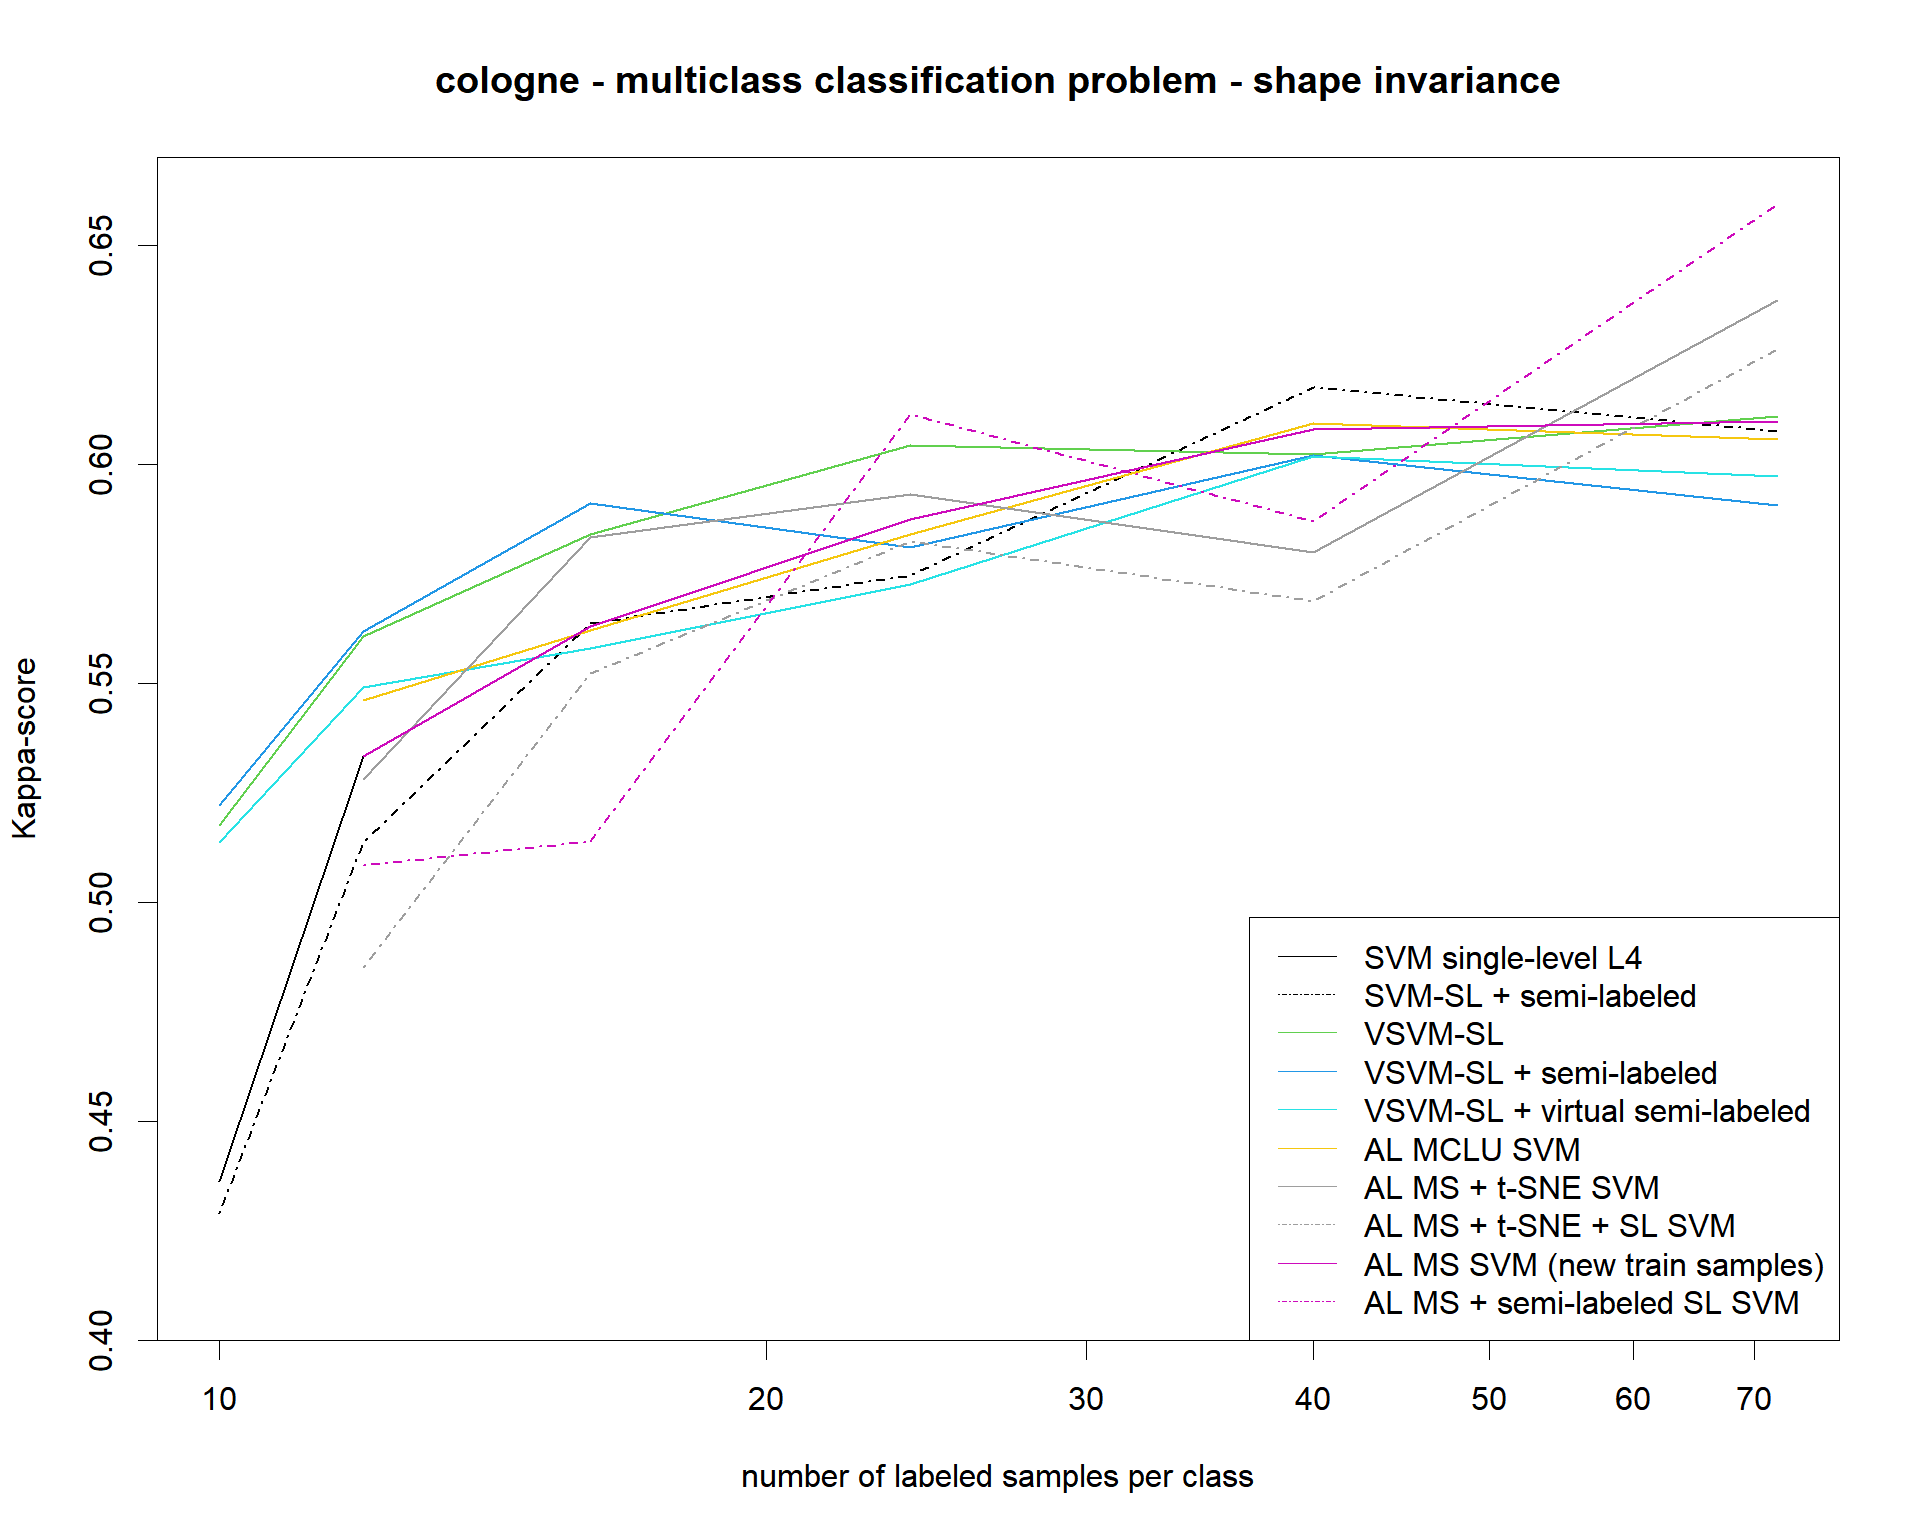 cologne - multiclass classification problem - shape invariance
Kappa-score
0.65
0.60
0.55
0.50
0.45
0.40
SVM single-level L4
SVM-SL + semi-labeled
VSVM-SL
VSVM-SL + semi-labeled
VSVM-SL + virtual semi-labeled
AL MCLU SVM
AL MS + t-SNE SVM
AL MS + t-SNE + SL SVM
AL MS SVM (new train samples)
AL MS + semi-labeled SL SVM
10 20 30 40 50 60 70
number of labeled samples per class